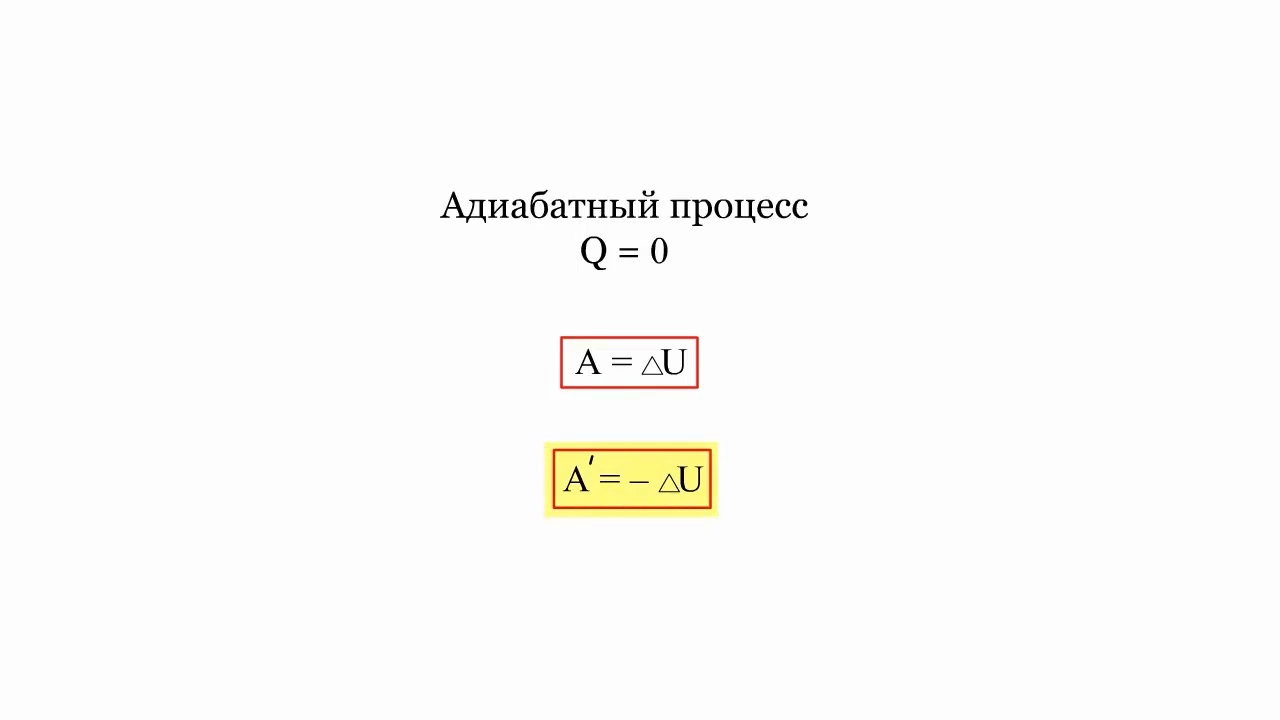 Адиабатный процесс
Q = 0
A = △U
A′ = – △U